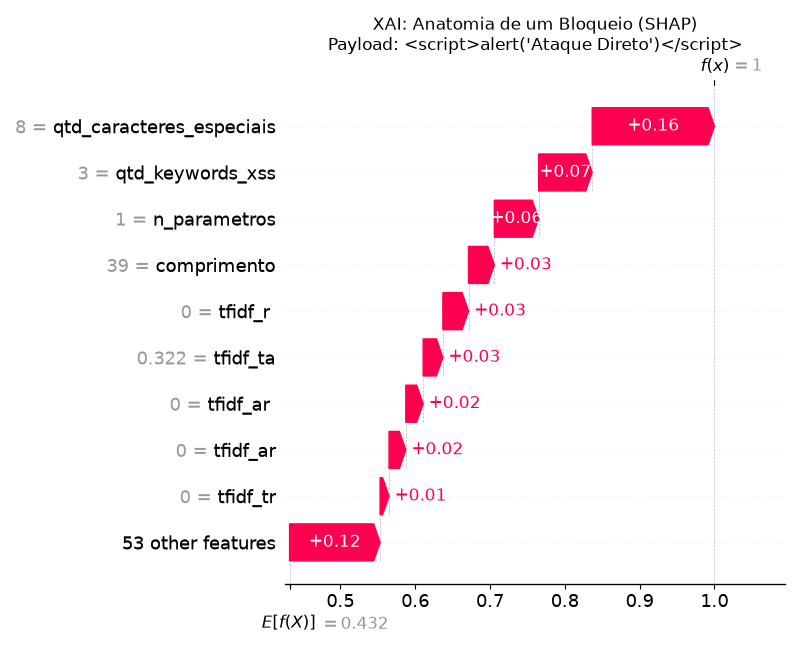 XAI: Anatomia de um Bloqueio (SHAP)
Payload: <script>alert('Ataque Direto')</script>
f(x) = 1
8 = qtd_caracteres_especiais
+0.16
3 = qtd_keywords_xss
+0.07
1 = n_parametros
+0.06
39 = comprimento
+0.03
0 = tfidf_r
+0.03
0.322 = tfidf_ta
+0.03
0 = tfidf_ar
+0.02
0 = tfidf_ar
+0.02
0 = tfidf_tr
+0.01
53 other features
+0.12
0.5 0.6 0.7 0.8 0.9 1.0
E[f(X)] = 0.432